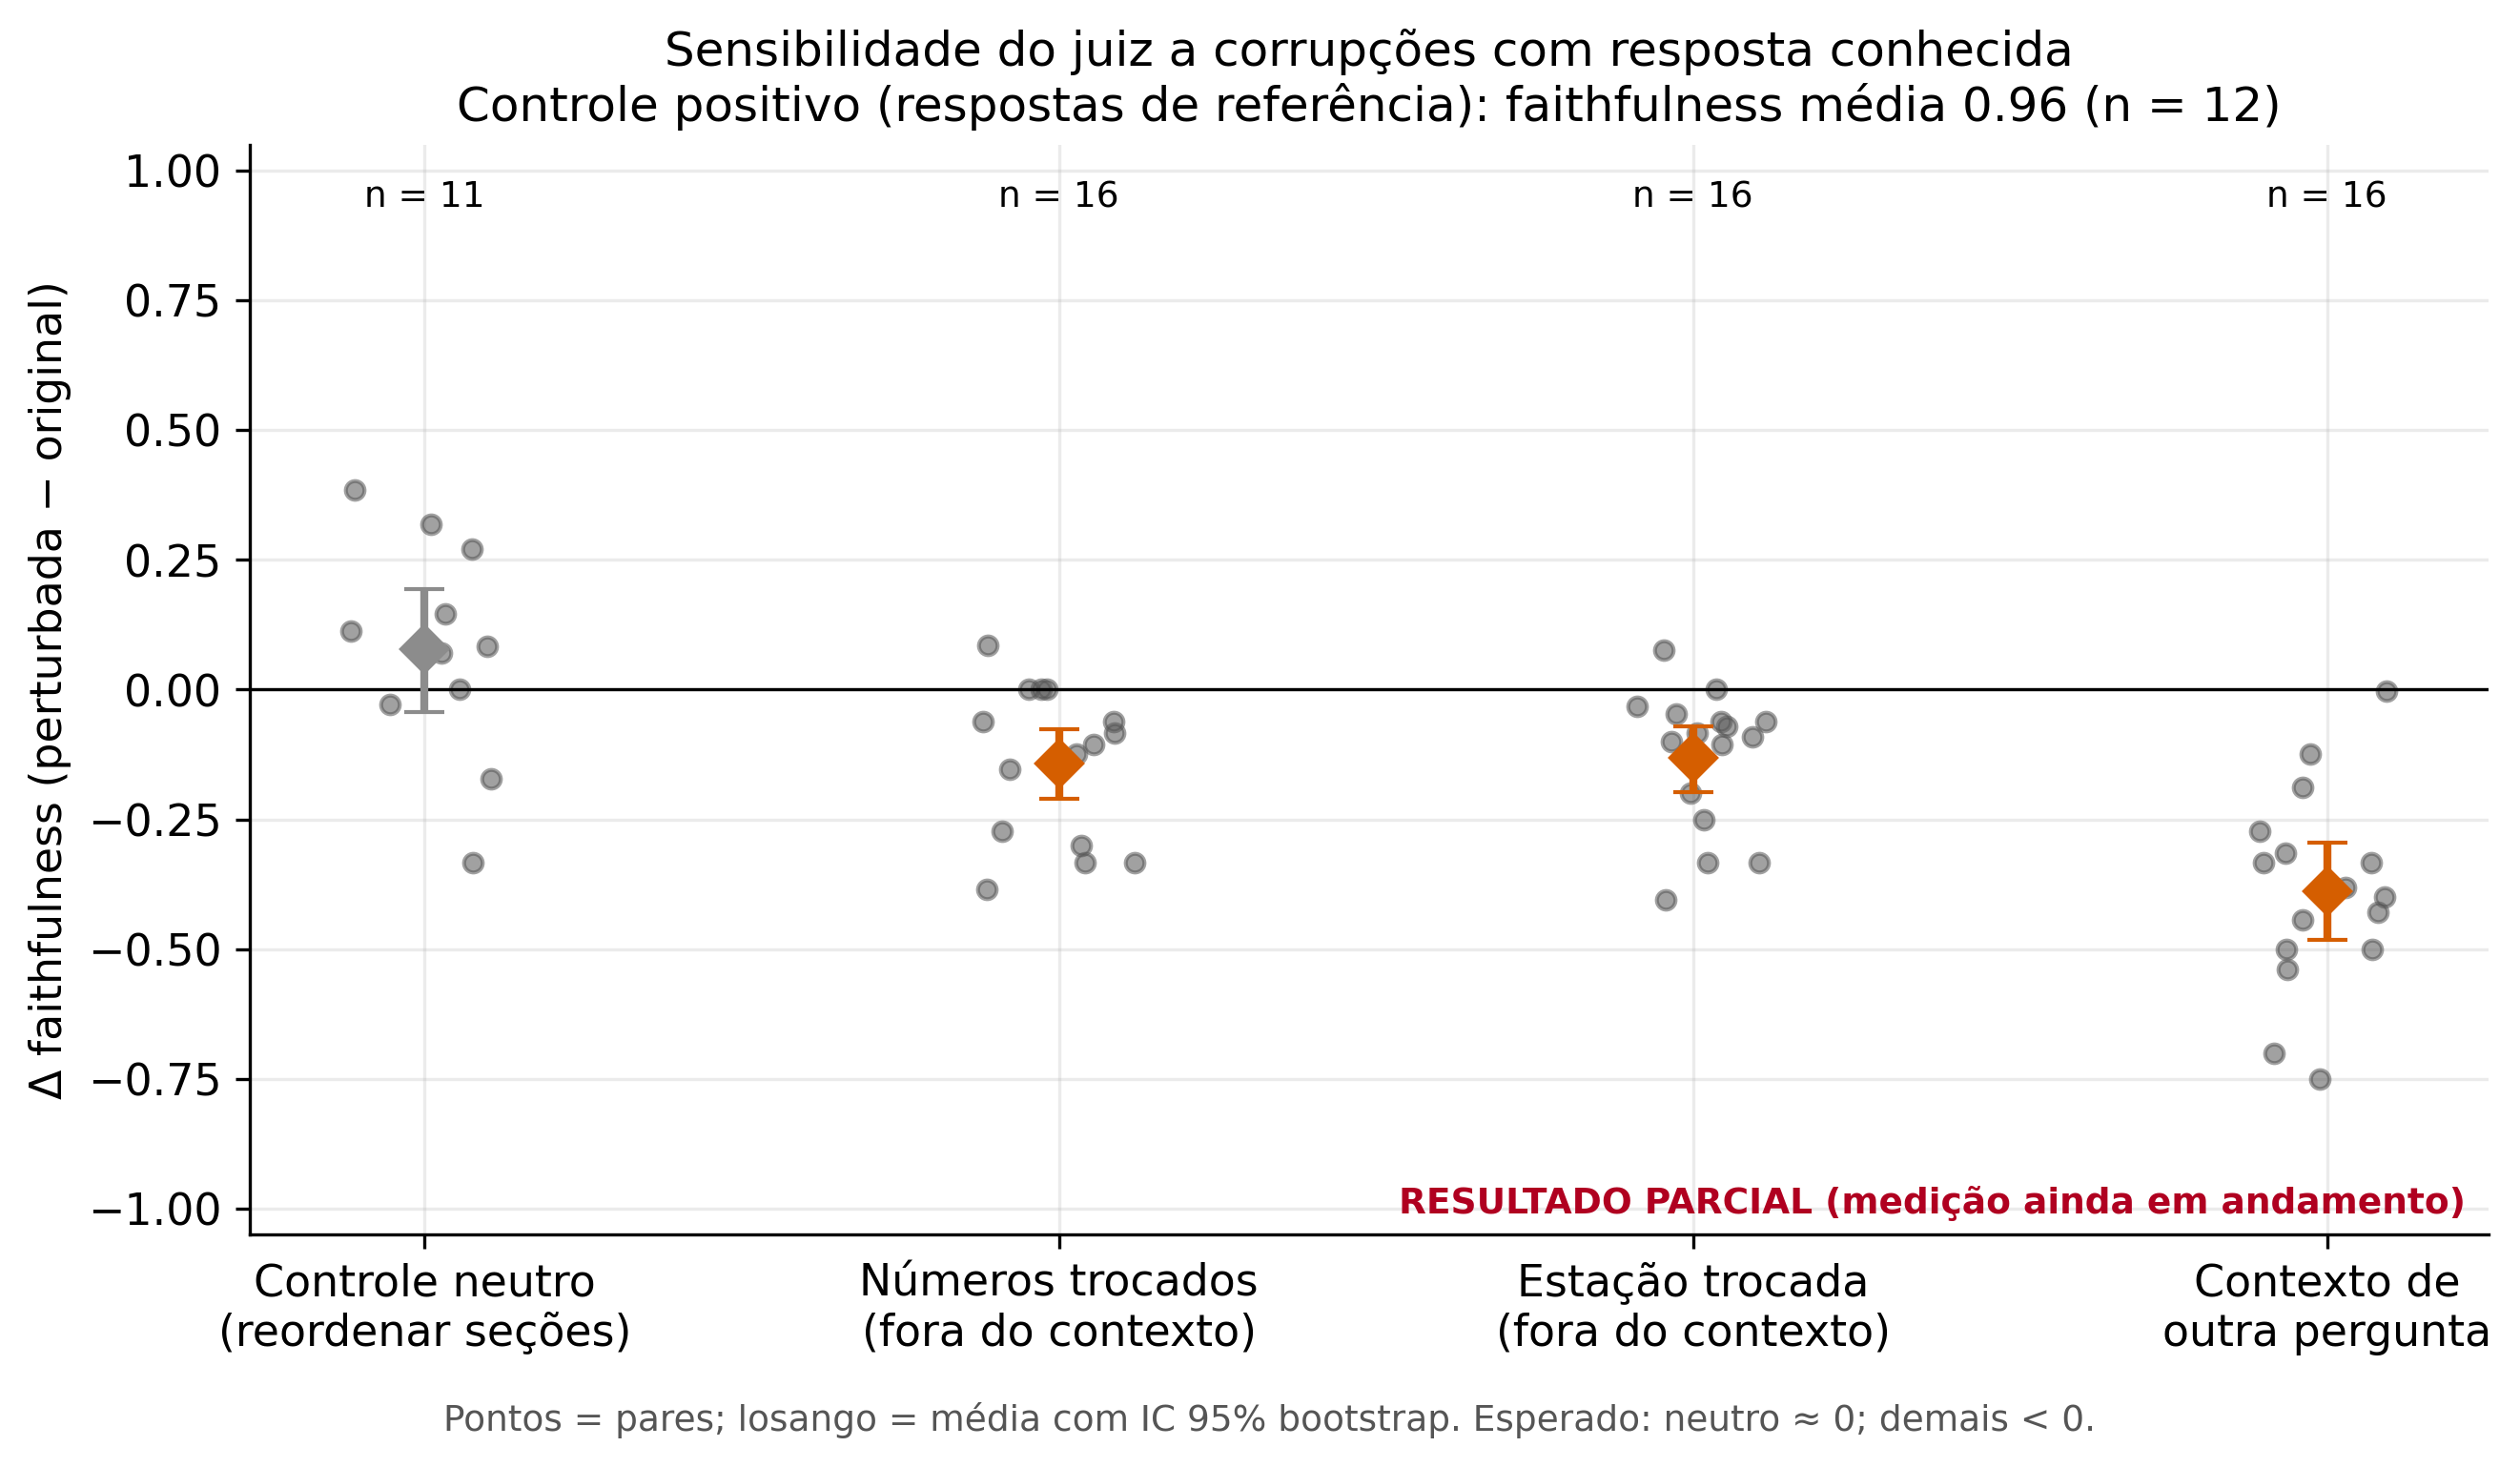 Sensibilidade do juiz a corrupções com resposta conhecida
Controle positivo (respostas de referência): faithfulness média 0.96 (n = 12)
Δ faithfulness (perturbada − original)
1.00
0.75
0.50
0.25
0.00
−0.25
−0.50
−0.75
−1.00
n = 11
n = 16
n = 16
n = 16
RESULTADO PARCIAL (medição ainda em andamento)
Controle neutro
(reordenar seções)
Números trocados
(fora do contexto)
Estação trocada
(fora do contexto)
Contexto de
outra pergunta
Pontos = pares; losango = média com IC 95% bootstrap. Esperado: neutro ≈ 0; demais < 0.